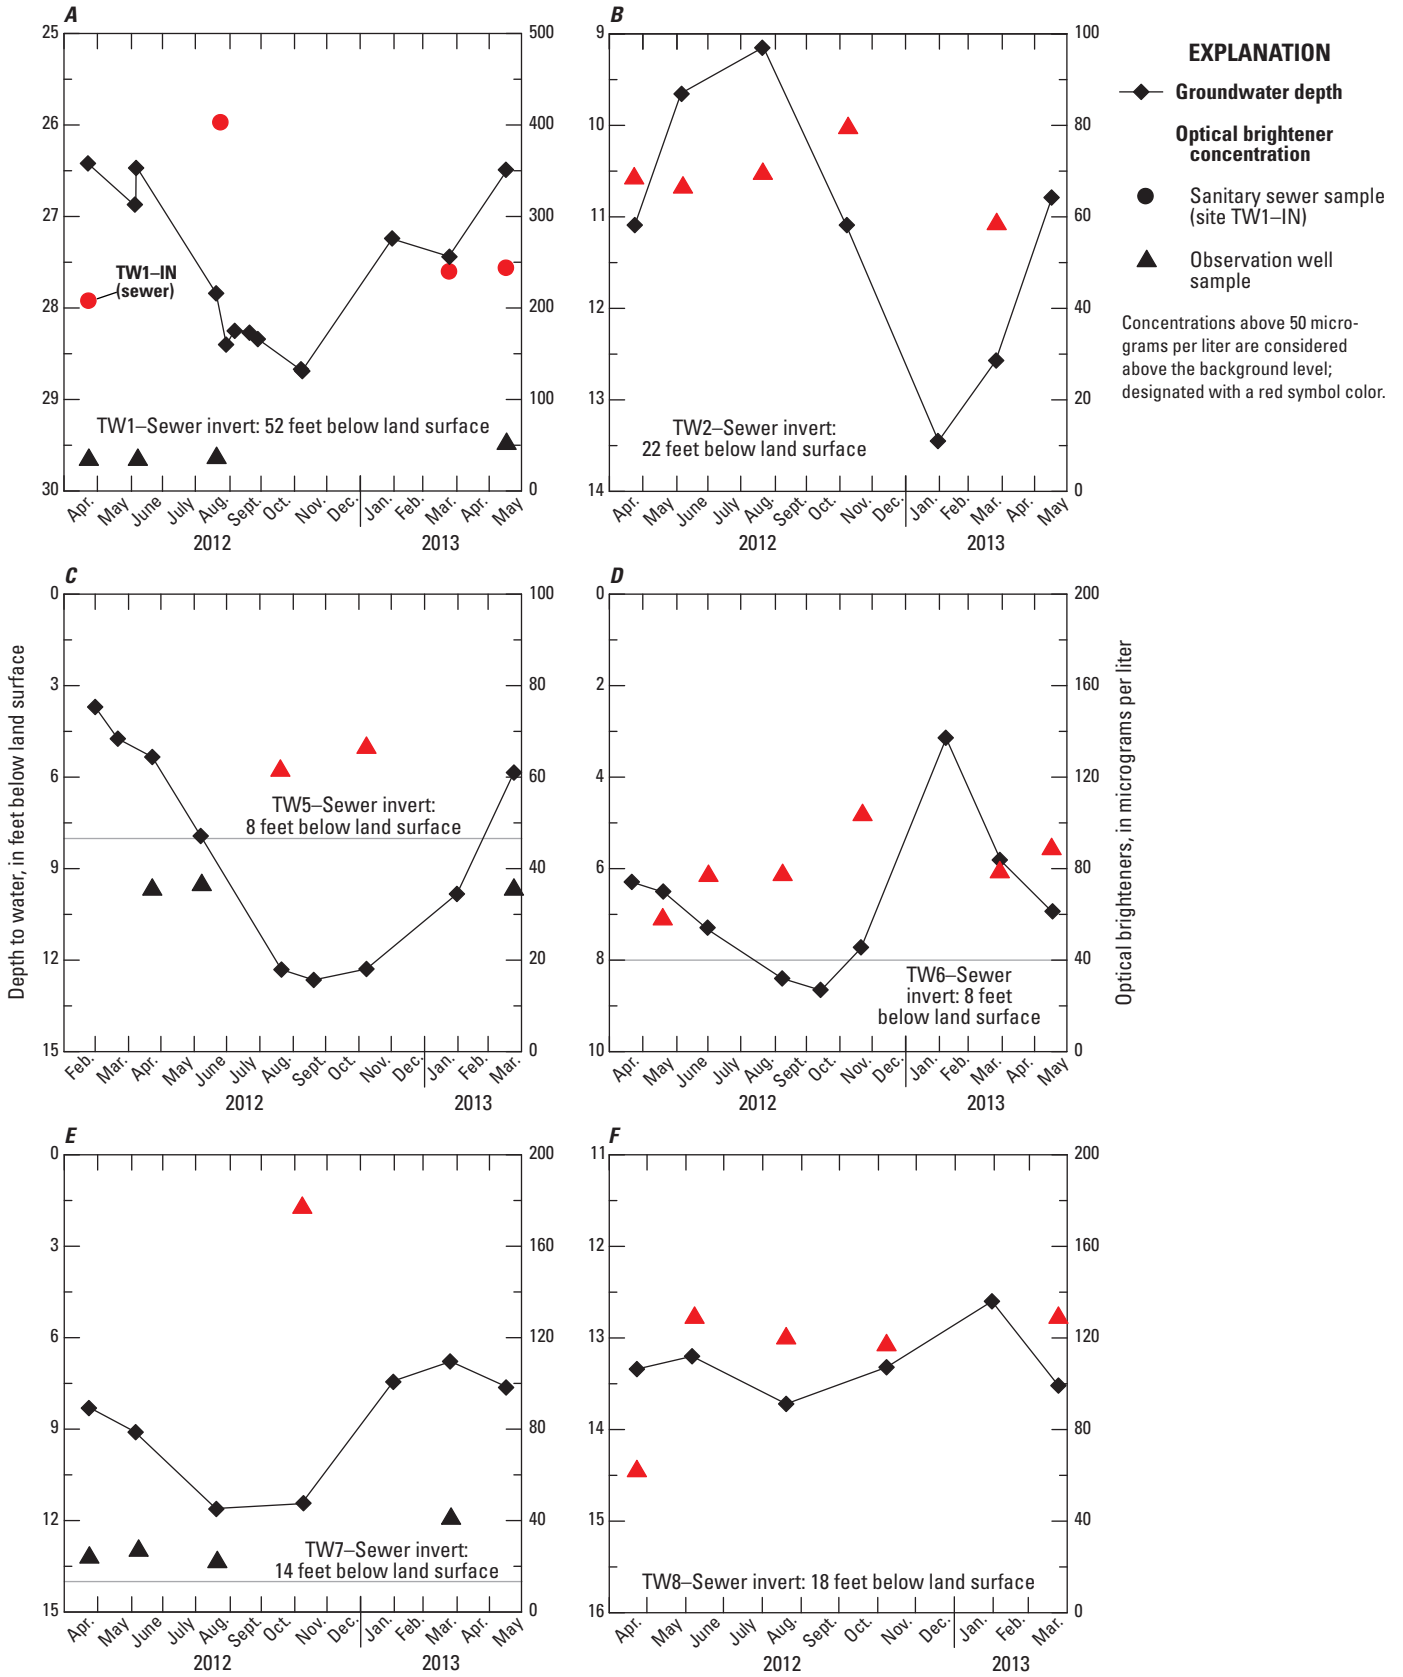 A
25
26
27
28
29
30
500
400
300
200
100
0
TW1–IN
(sewer)
TW1–Sewer invert: 52 feet below land surface
Apr. May June July Aug. Sept. Oct. Nov. Dec. Jan. Feb. Mar. Apr. May
2012 2013
B
9
10
11
12
13
14
100
80
60
40
20
0
TW2–Sewer invert:
22 feet below land surface
Apr. May June July Aug. Sept. Oct. Nov. Dec. Jan. Feb. Mar. Apr. May
2012 2013
EXPLANATION
Groundwater depth
Optical brightener
concentration
Sanitary sewer sample
(site TW1–IN)
Observation well
sample
Concentrations above 50 micro-
grams per liter are considered
above the background level;
designated with a red symbol color.
Depth to water, in feet below land surface
C
0
3
6
9
12
15
100
80
60
40
20
0
TW5–Sewer invert:
8 feet below land surface
Feb. Mar. Apr. May June July Aug. Sept. Oct. Nov. Dec. Jan. Feb. Mar.
2012 2013
D
0
2
4
6
8
10
200
160
120
80
40
0
TW6–Sewer
invert: 8 feet
below land surface
Apr. May June July Aug. Sept. Oct. Nov. Dec. Jan. Feb. Mar. Apr. May
2012 2013
Optical brighteners, in micrograms per liter
E
0
3
6
9
12
15
200
160
120
80
40
0
TW7–Sewer invert:
14 feet below land surface
Apr. May June July Aug. Sept. Oct. Nov. Dec. Jan. Feb. Mar. Apr. May
2012 2013
F
11
12
13
14
15
16
200
160
120
80
40
0
TW8–Sewer invert: 18 feet below land surface
Apr. May June July Aug. Sept. Oct. Nov. Dec. Jan. Feb. Mar.
2012 2013